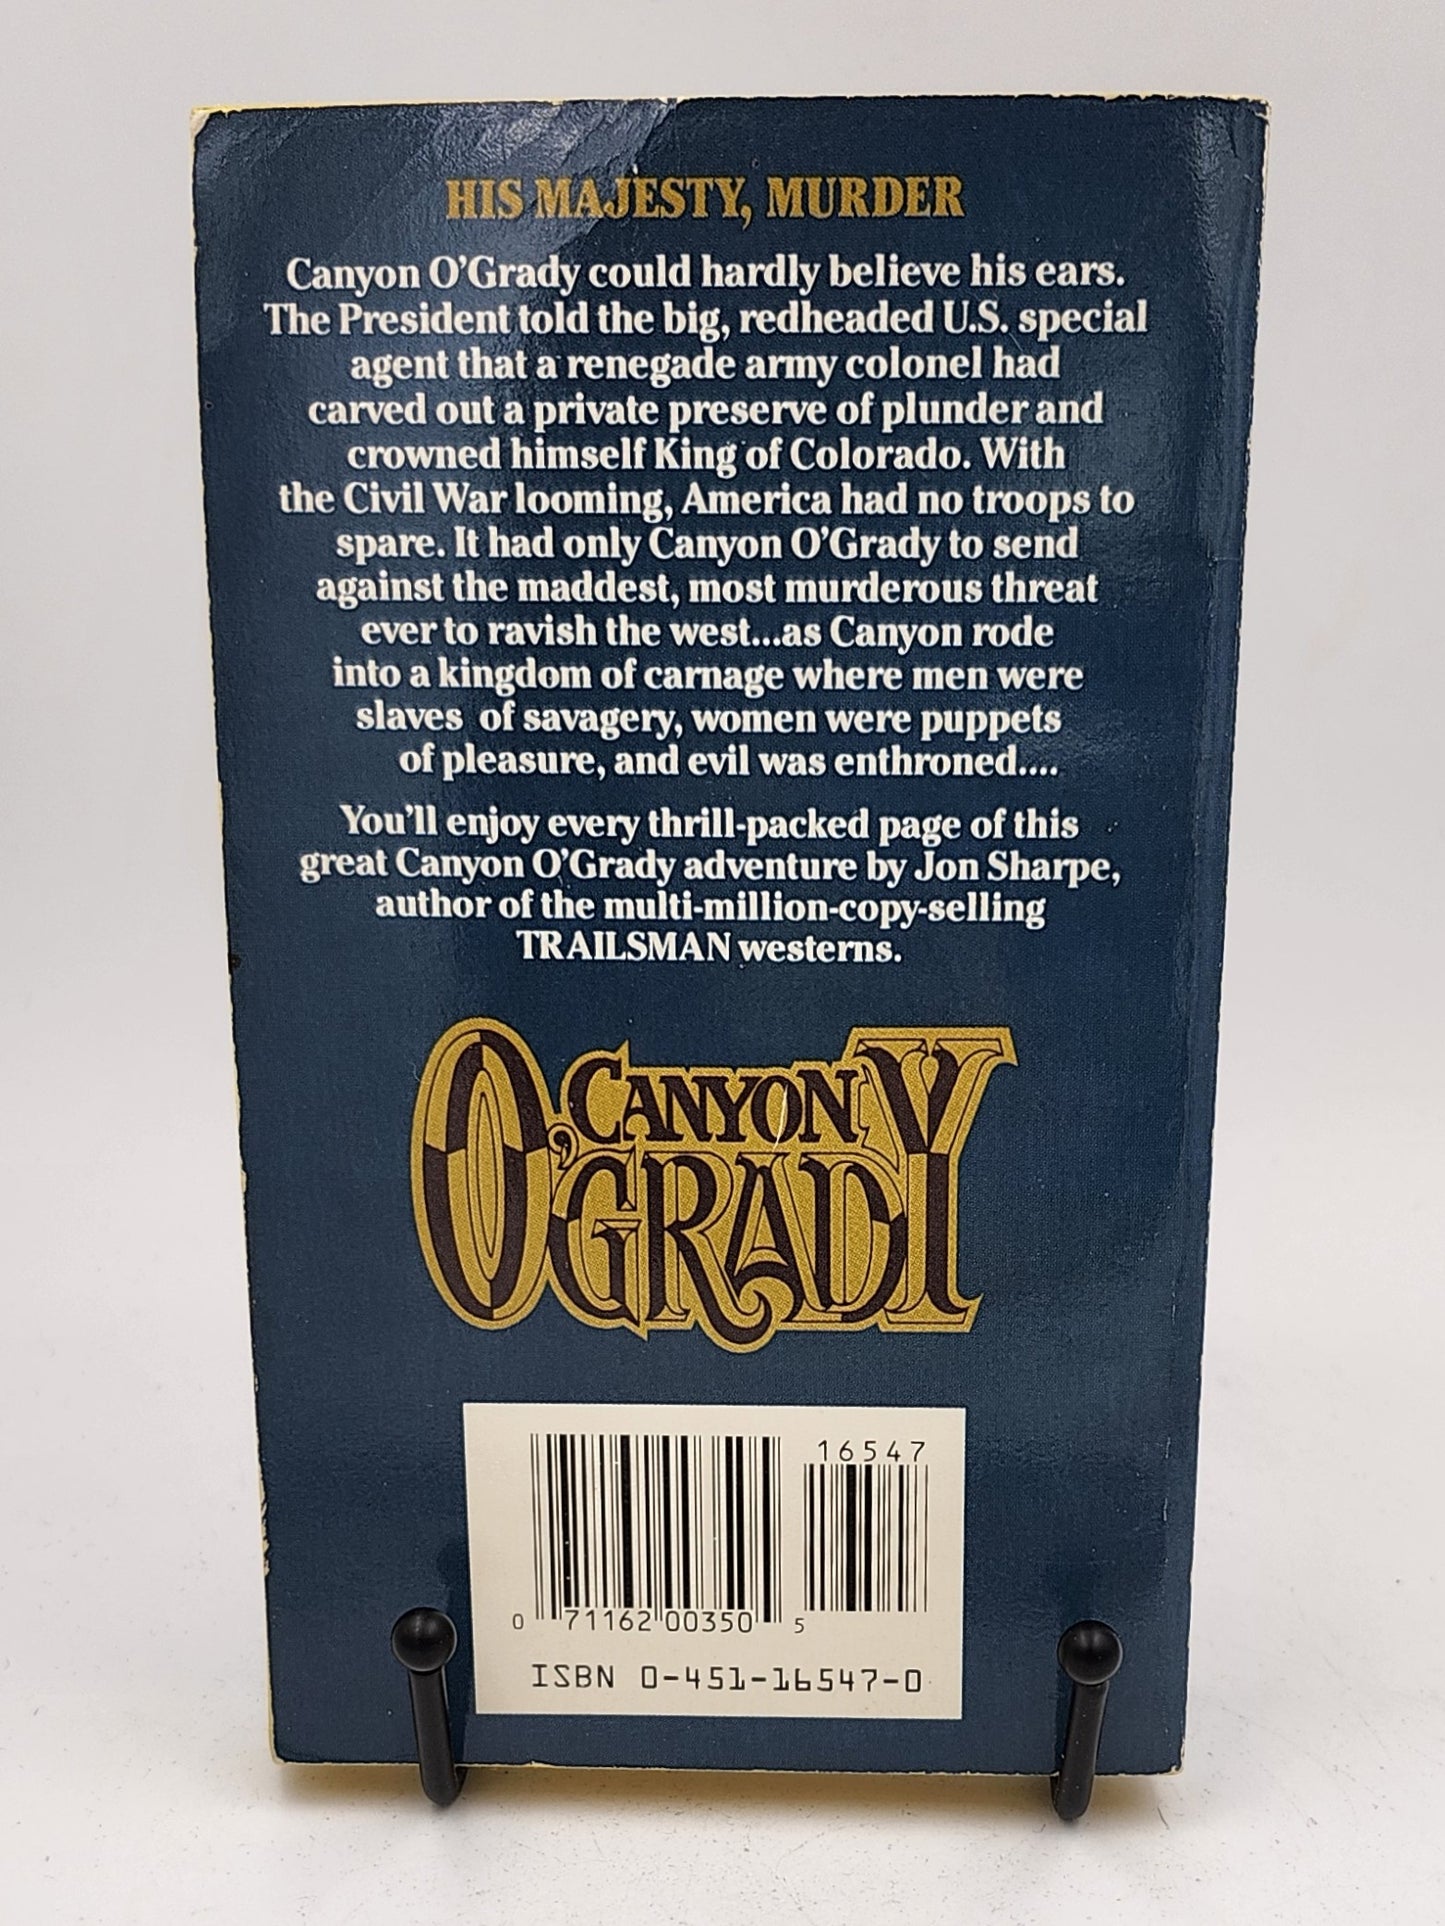 HIS MAJESTY, MURDER
Canyon O'Grady could hardly believe his ears.
The President told the big, redheaded U.S. special
agent that a renegade army colonel had
carved out a private preserve of plunder and
crowned himself King of Colorado. With
the Civil War looming, America had no troops to
spare. It had only Canyon O'Grady to send
against the maddest, most murderous threat
ever to ravish the west...as Canyon rode
into a kingdom of carnage where men were
slaves of savagery, women were puppets
of pleasure, and evil was enthroned....
You'll enjoy every thrill-packed page of this
great Canyon O'Grady adventure by Jon Sharpe,
author of the multi-million-copy-selling
TRAILSMAN westerns.
CANYON
O'GRADY
16547
0 71162 00350 5
ISBN 0-451-16547-0